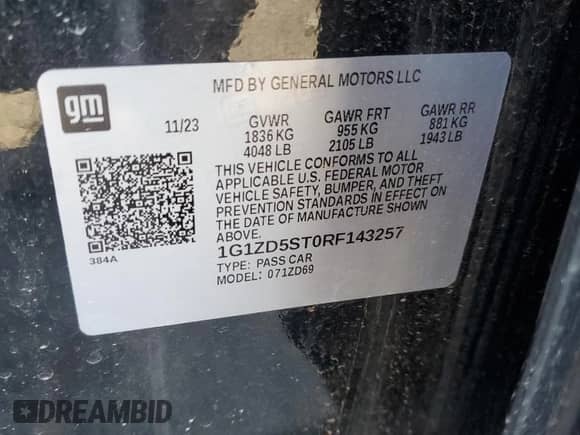 gm
MFD BY GENERAL MOTORS LLC
11/23 GVWR GAWR FRT GAWR RR
1836 KG 955 KG 881 KG
4048 LB 2105 LB 1943 LB
THIS VEHICLE CONFORMS TO ALL
APPLICABLE U.S. FEDERAL MOTOR
VEHICLE SAFETY, BUMPER, AND THEFT
PREVENTION STANDARDS IN EFFECT ON
THE DATE OF MANUFACTURE SHOWN
ABOVE.
384A
1G1ZD5ST0RF143257
TYPE: PASS CAR
MODEL: 071ZD69
DREAMBID